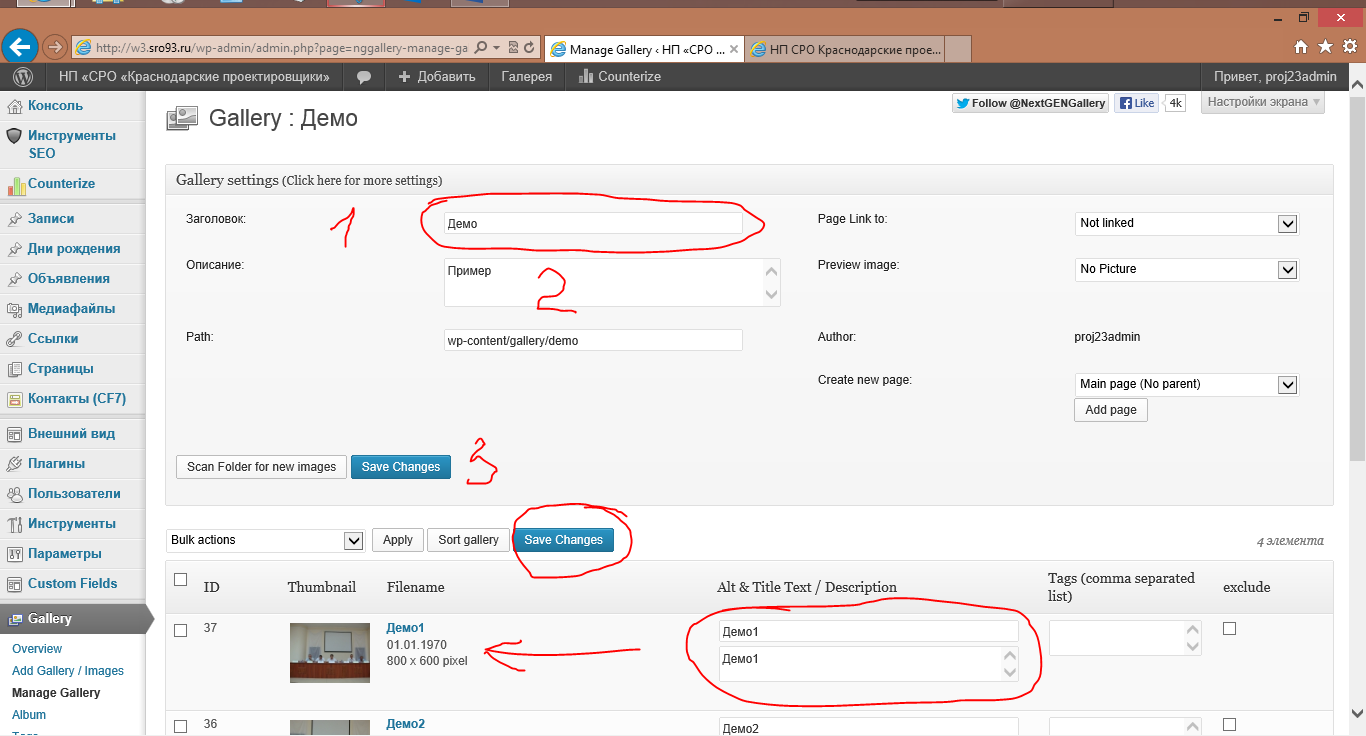 http://w3.sro93.ru/wp-admin/admin.php?page=nggallery-manage-ga
Manage Gallery ‹ НП «СРО ...
НП СРО Краснодарские прое...
НП «СРО «Краснодарские проектировщики»
Добавить
Галерея
Counterize
Привет, proj23admin
Консоль
Инструменты
SEO
Counterize
Записи
Дни рождения
Объявления
Медиафайлы
Ссылки
Страницы
Контакты (CF7)
Внешний вид
Плагины
Пользователи
Инструменты
Параметры
Custom Fields
Gallery
Overview
Add Gallery / Images
Manage Gallery
Album
Follow @NextGENGallery
Like
4k
Настройки экрана
Gallery : Демо
Gallery settings (Click here for more settings)
Заголовок:
1
Демо
Page Link to:
Not linked
Описание:
Пример
2
Preview image:
No Picture
Path:
wp-content/gallery/demo
Author:
proj23admin
Create new page:
Main page (No parent)
Add page
Scan Folder for new images
Save Changes
3
Bulk actions
Apply
Sort gallery
Save Changes
4 элемента
ID
Thumbnail
Filename
Alt & Title Text / Description
Tags (comma separated
list)
exclude
37
Демо1
01.01.1970
800 x 600 pixel
Демо1
Демо1
36
Демо2
Демо2